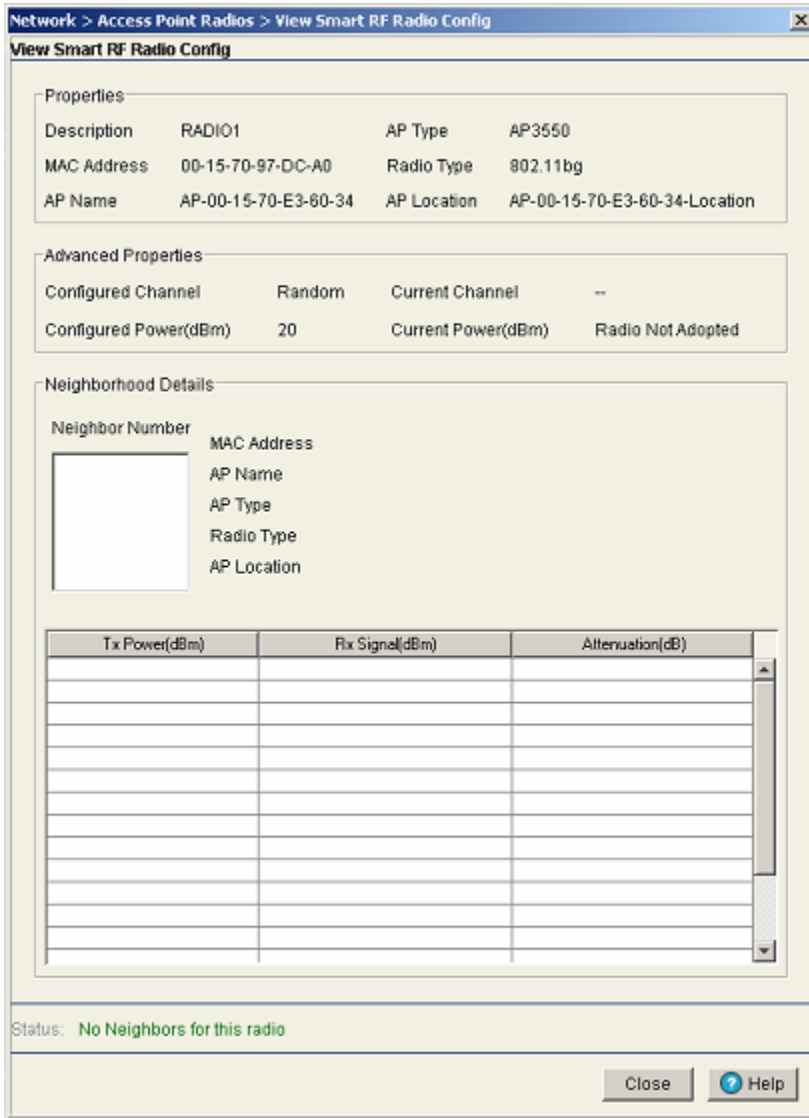 Network > Access Point Radios > View Smart RF Radio Config
View Smart RF Radio Config
Properties
Description RADIO1 AP Type AP3550
MAC Address 00-15-70-97-DC-A0 Radio Type 802.11bg
AP Name AP-00-15-70-E3-60-34 AP Location AP-00-15-70-E3-60-34-Location
Advanced Properties
Configured Channel Random Current Channel --
Configured Power(dBm) 20 Current Power(dBm) Radio Not Adopted
Neighborhood Details
Neighbor Number
MAC Address
AP Name
AP Type
Radio Type
AP Location
Tx Power(dBm) Rx Signal(dBm) Attenuation(dB)
Status: No Neighbors for this radio
Close ? Help